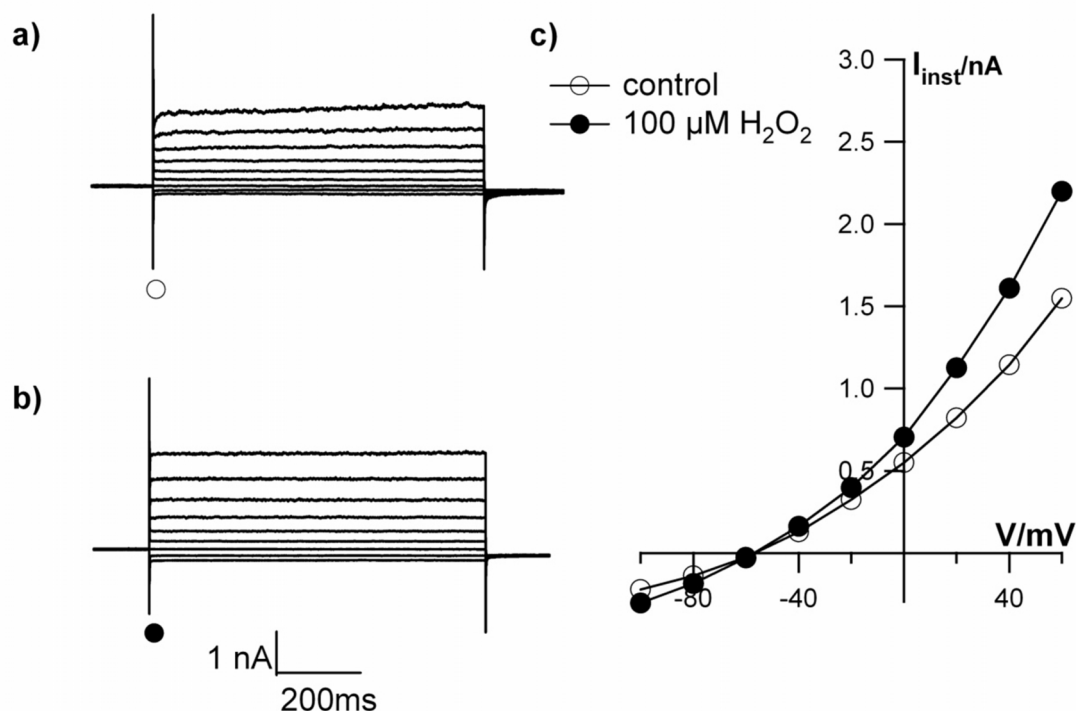 a)
b)
1 nA
200ms
c)
control
100 µM H₂O₂
I_inst/nA
3.0
2.5
2.0
1.5
1.0
0.5
V/mV
-80
-40
40